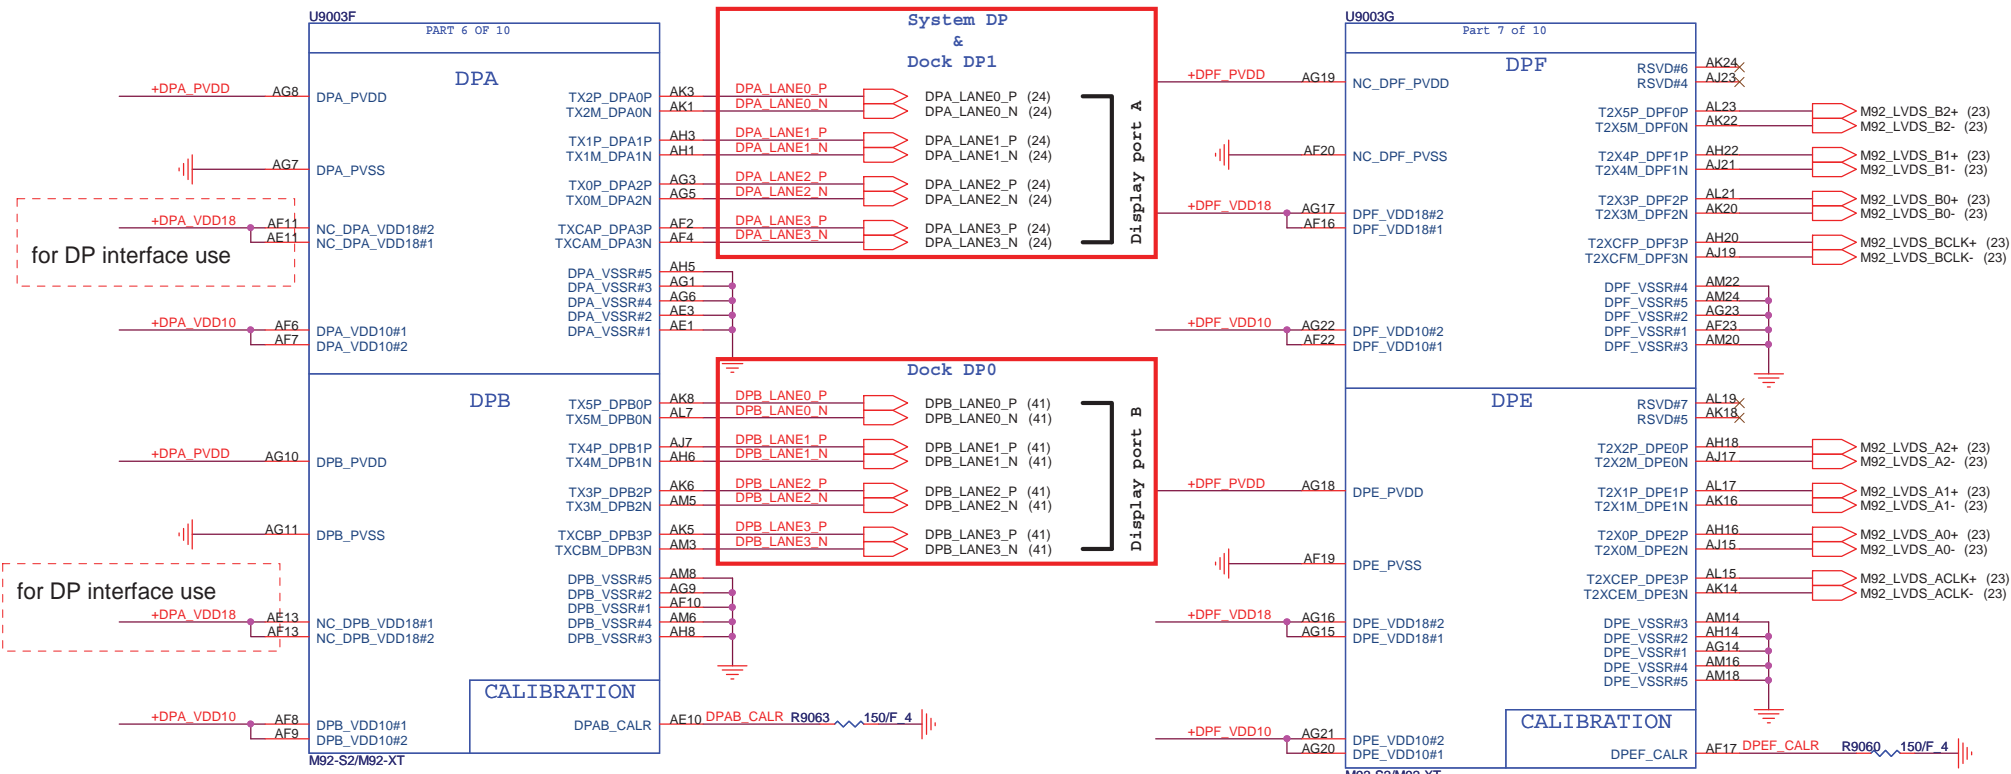 U9003F
PART 6 OF 10
DPA
+DPA_PVDD AG8 DPA_PVDD
AG7 DPA_PVSS
+DPA_VDD18 AF11 NC_DPA_VDD18#2
AE11 NC_DPA_VDD18#1
for DP interface use
+DPA_VDD10 AF6 DPA_VDD10#1
AF7 DPA_VDD10#2
TX2P_DPA0P AK3 DPA_LANE0_P DPA_LANE0_P (24)
TX2M_DPA0N AK1 DPA_LANE0_N DPA_LANE0_N (24)
TX1P_DPA1P AH3 DPA_LANE1_P DPA_LANE1_P (24)
TX1M_DPA1N AH1 DPA_LANE1_N DPA_LANE1_N (24)
TX0P_DPA2P AG3 DPA_LANE2_P DPA_LANE2_P (24)
TX0M_DPA2N AG5 DPA_LANE2_N DPA_LANE2_N (24)
TXCAP_DPA3P AF2 DPA_LANE3_P DPA_LANE3_P (24)
TXCAM_DPA3N AF4 DPA_LANE3_N DPA_LANE3_N (24)
DPA_VSSR#5 AH5
DPA_VSSR#3 AG1
DPA_VSSR#4 AG6
DPA_VSSR#2 AE3
DPA_VSSR#1 AE1
System DP
&
Dock DP1
Display port A
DPB
+DPA_PVDD AG10 DPB_PVDD
AG11 DPB_PVSS
for DP interface use
+DPA_VDD18 AE13 NC_DPB_VDD18#1
AF13 NC_DPB_VDD18#2
+DPA_VDD10 AF8 DPB_VDD10#1
AF9 DPB_VDD10#2
Dock DP0
TX5P_DPB0P AK8 DPB_LANE0_P DPB_LANE0_P (41)
TX5M_DPB0N AL7 DPB_LANE0_N DPB_LANE0_N (41)
TX4P_DPB1P AJ7 DPB_LANE1_P DPB_LANE1_P (41)
TX4M_DPB1N AH6 DPB_LANE1_N DPB_LANE1_N (41)
TX3P_DPB2P AK6 DPB_LANE2_P DPB_LANE2_P (41)
TX3M_DPB2N AM5 DPB_LANE2_N DPB_LANE2_N (41)
TXCBP_DPB3P AK5 DPB_LANE3_P DPB_LANE3_P (41)
TXCBM_DPB3N AM3 DPB_LANE3_N DPB_LANE3_N (41)
Display port B
DPB_VSSR#5 AM8
DPB_VSSR#2 AG9
DPB_VSSR#1 AF10
DPB_VSSR#4 AM6
DPB_VSSR#3 AH8
CALIBRATION
DPAB_CALR AE10 DPAB_CALR R9063 150/F_4
M92-S2/M92-XT
U9003G
Part 7 of 10
DPF
+DPF_PVDD AG19 NC_DPF_PVDD
AF20 NC_DPF_PVSS
+DPF_VDD18 AG17 DPF_VDD18#2
AF16 DPF_VDD18#1
+DPF_VDD10 AG22 DPF_VDD10#2
AF22 DPF_VDD10#1
RSVD#6 AK24
RSVD#4 AJ23
T2X5P_DPF0P AL23 M92_LVDS_B2+ (23)
T2X5M_DPF0N AK22 M92_LVDS_B2- (23)
T2X4P_DPF1P AH22 M92_LVDS_B1+ (23)
T2X4M_DPF1N AJ21 M92_LVDS_B1- (23)
T2X3P_DPF2P AL21 M92_LVDS_B0+ (23)
T2X3M_DPF2N AK20 M92_LVDS_B0- (23)
T2XCFP_DPF3P AH20 M92_LVDS_BCLK+ (23)
T2XCFM_DPF3N AJ19 M92_LVDS_BCLK- (23)
DPF_VSSR#4 AM22
DPF_VSSR#5 AM24
DPF_VSSR#2 AG23
DPF_VSSR#1 AF23
DPF_VSSR#3 AM20
DPE
+DPF_PVDD AG18 DPE_PVDD
AF19 DPE_PVSS
+DPF_VDD18 AG16 DPE_VDD18#2
AG15 DPE_VDD18#1
+DPF_VDD10 AG21 DPE_VDD10#2
AG20 DPE_VDD10#1
RSVD#7 AL19
RSVD#5 AK18
T2X2P_DPE0P AH18 M92_LVDS_A2+ (23)
T2X2M_DPE0N AJ17 M92_LVDS_A2- (23)
T2X1P_DPE1P AL17 M92_LVDS_A1+ (23)
T2X1M_DPE1N AK16 M92_LVDS_A1- (23)
T2X0P_DPE2P AH16 M92_LVDS_A0+ (23)
T2X0M_DPE2N AJ15 M92_LVDS_A0- (23)
T2XCEP_DPE3P AL15 M92_LVDS_ACLK+ (23)
T2XCEM_DPE3N AK14 M92_LVDS_ACLK- (23)
DPE_VSSR#3 AM14
DPE_VSSR#2 AH14
DPE_VSSR#1 AG14
DPE_VSSR#4 AM16
DPE_VSSR#5 AM18
CALIBRATION
DPEF_CALR AF17 DPEF_CALR R9060 150/F_4
M92-S2/M92-XT